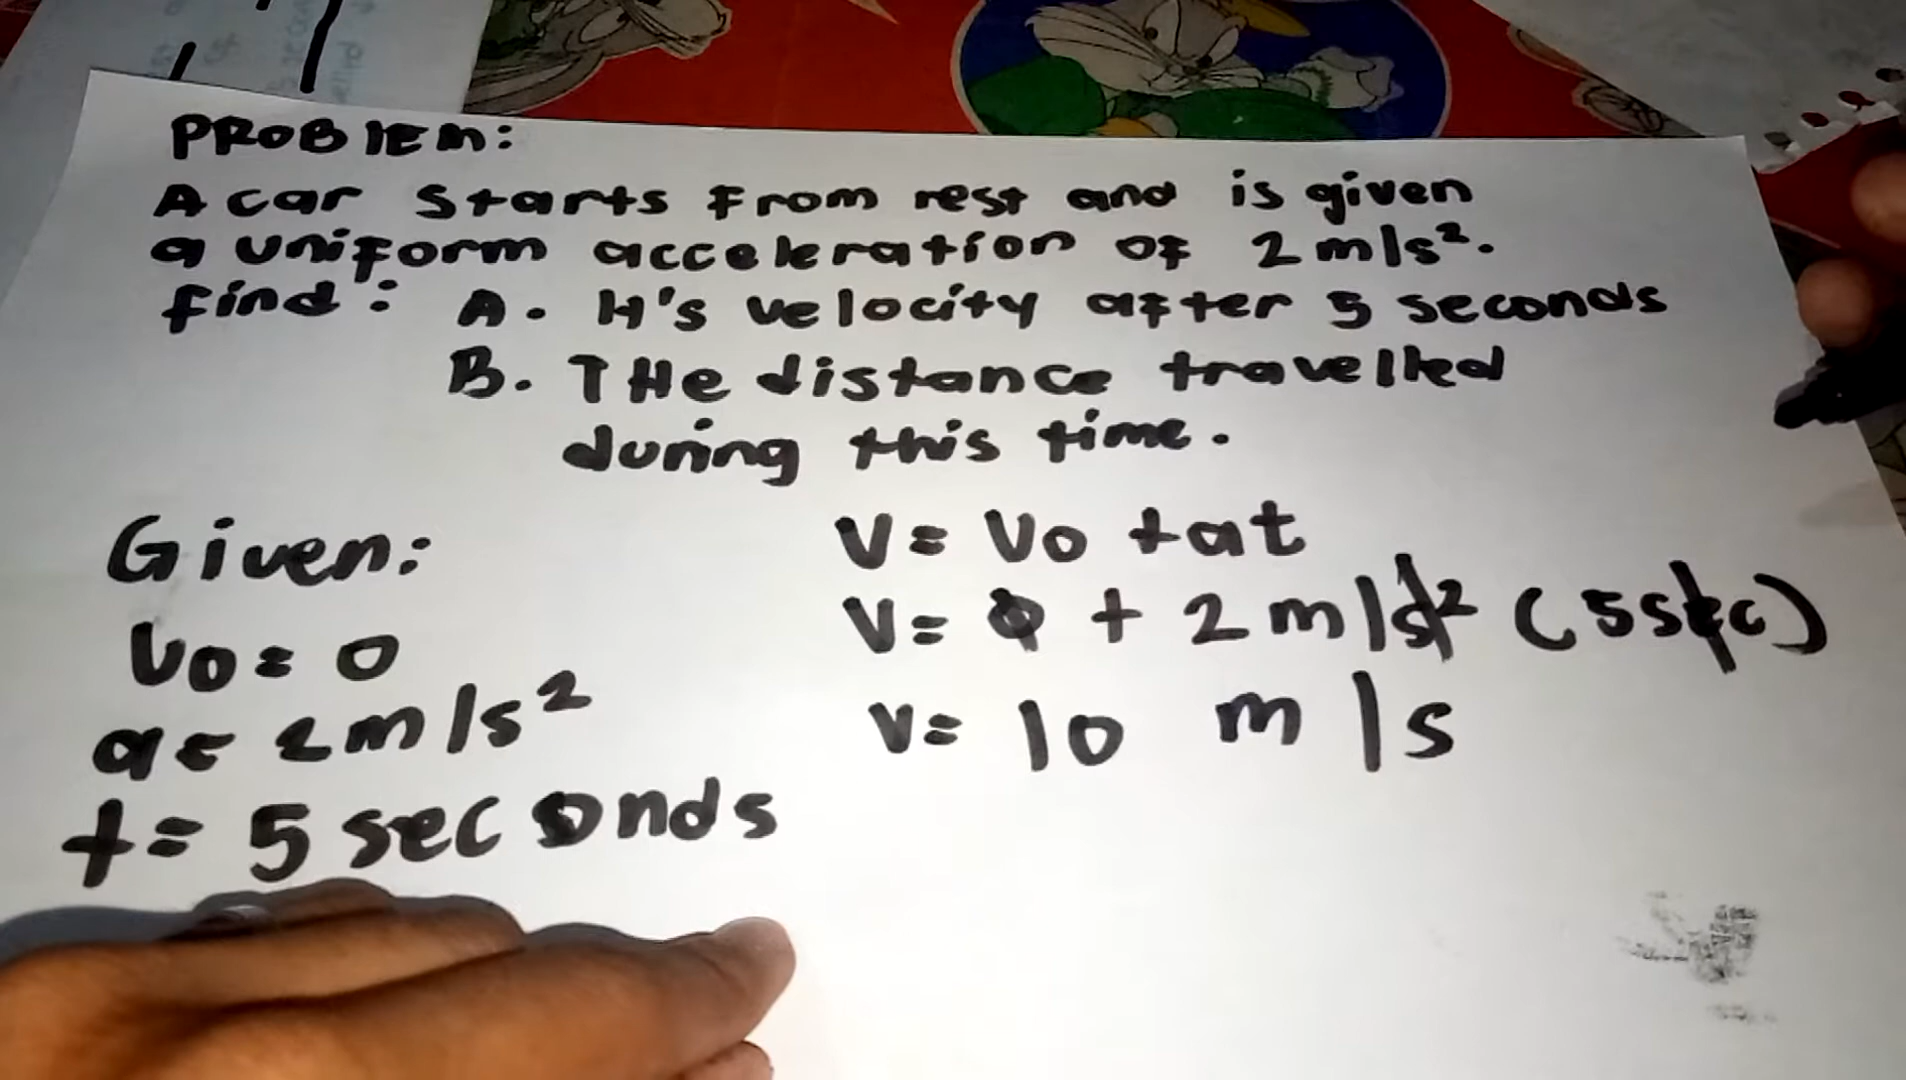 PROBlEm:
A car starts from rest and is given
a uniform acceleration of 2m/s².
find: A. It's velocity after 5 seconds
B. THe distance travelled
during this time.
Given:
Vo = 0
a = 2m/s²
t = 5 seconds
V = Vo + at
V = 0 + 2m/s² (5sec)
V = 10 m/s